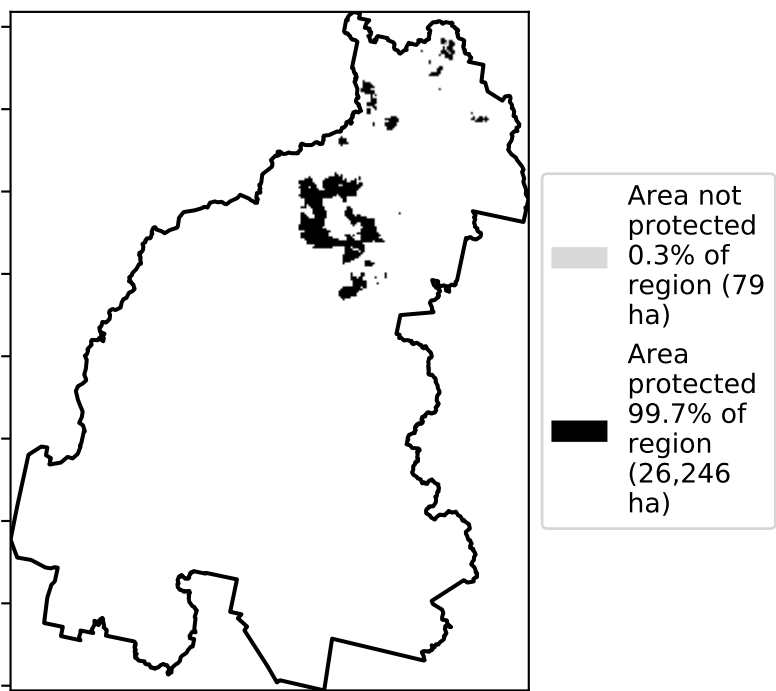 Area not
protected
0.3% of
region (79
ha)
Area
protected
99.7% of
region
(26,246
ha)